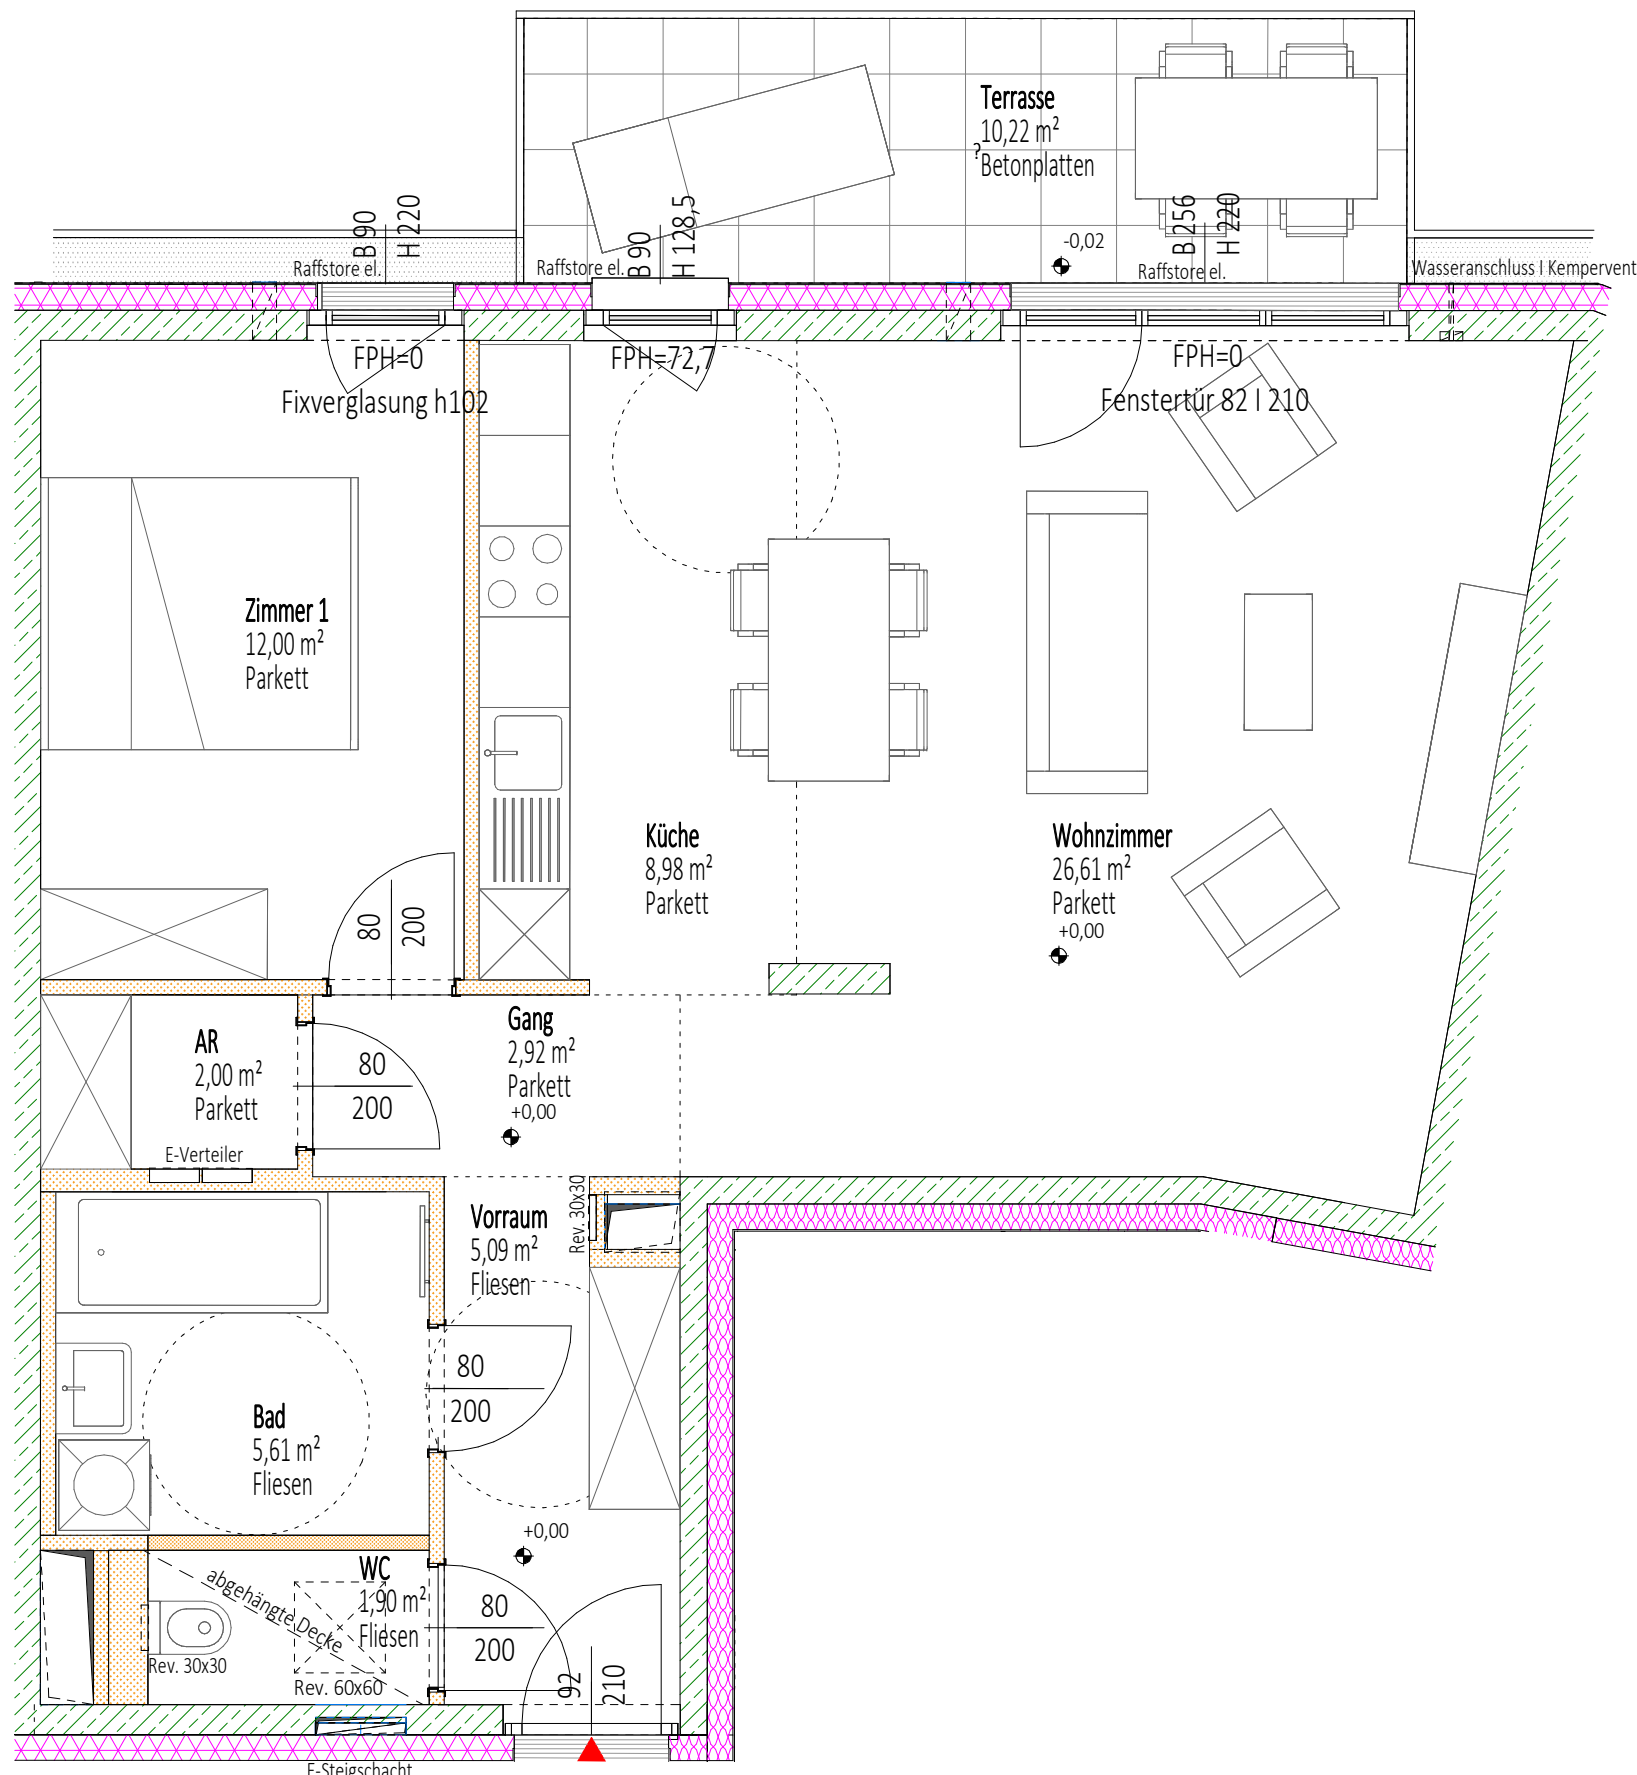 Terrasse
10,22 m²
?
Betonplatten
-0,02
B 90
H 220
B 90
H 128,5
B 256
H 220
Raffstore el.
Raffstore el.
Raffstore el.
Wasseranschluss I Kempervent
FPH=0
Fixverglasung h102
FPH=72,7
FPH=0
Fenstertür 82 I 210
Zimmer 1
12,00 m²
Parkett
Küche
8,98 m²
Parkett
Wohnzimmer
26,61 m²
Parkett
+0,00
80
200
AR
2,00 m²
Parkett
E-Verteiler
80
200
Gang
2,92 m²
Parkett
+0,00
Vorraum
5,09 m²
Fliesen
Rev. 30x30
80
200
Bad
5,61 m²
Fliesen
+0,00
WC
1,90 m²
Fliesen
abgehängte Decke
Rev. 30x30
Rev. 60x60
80
200
92
210
E-Steigschacht